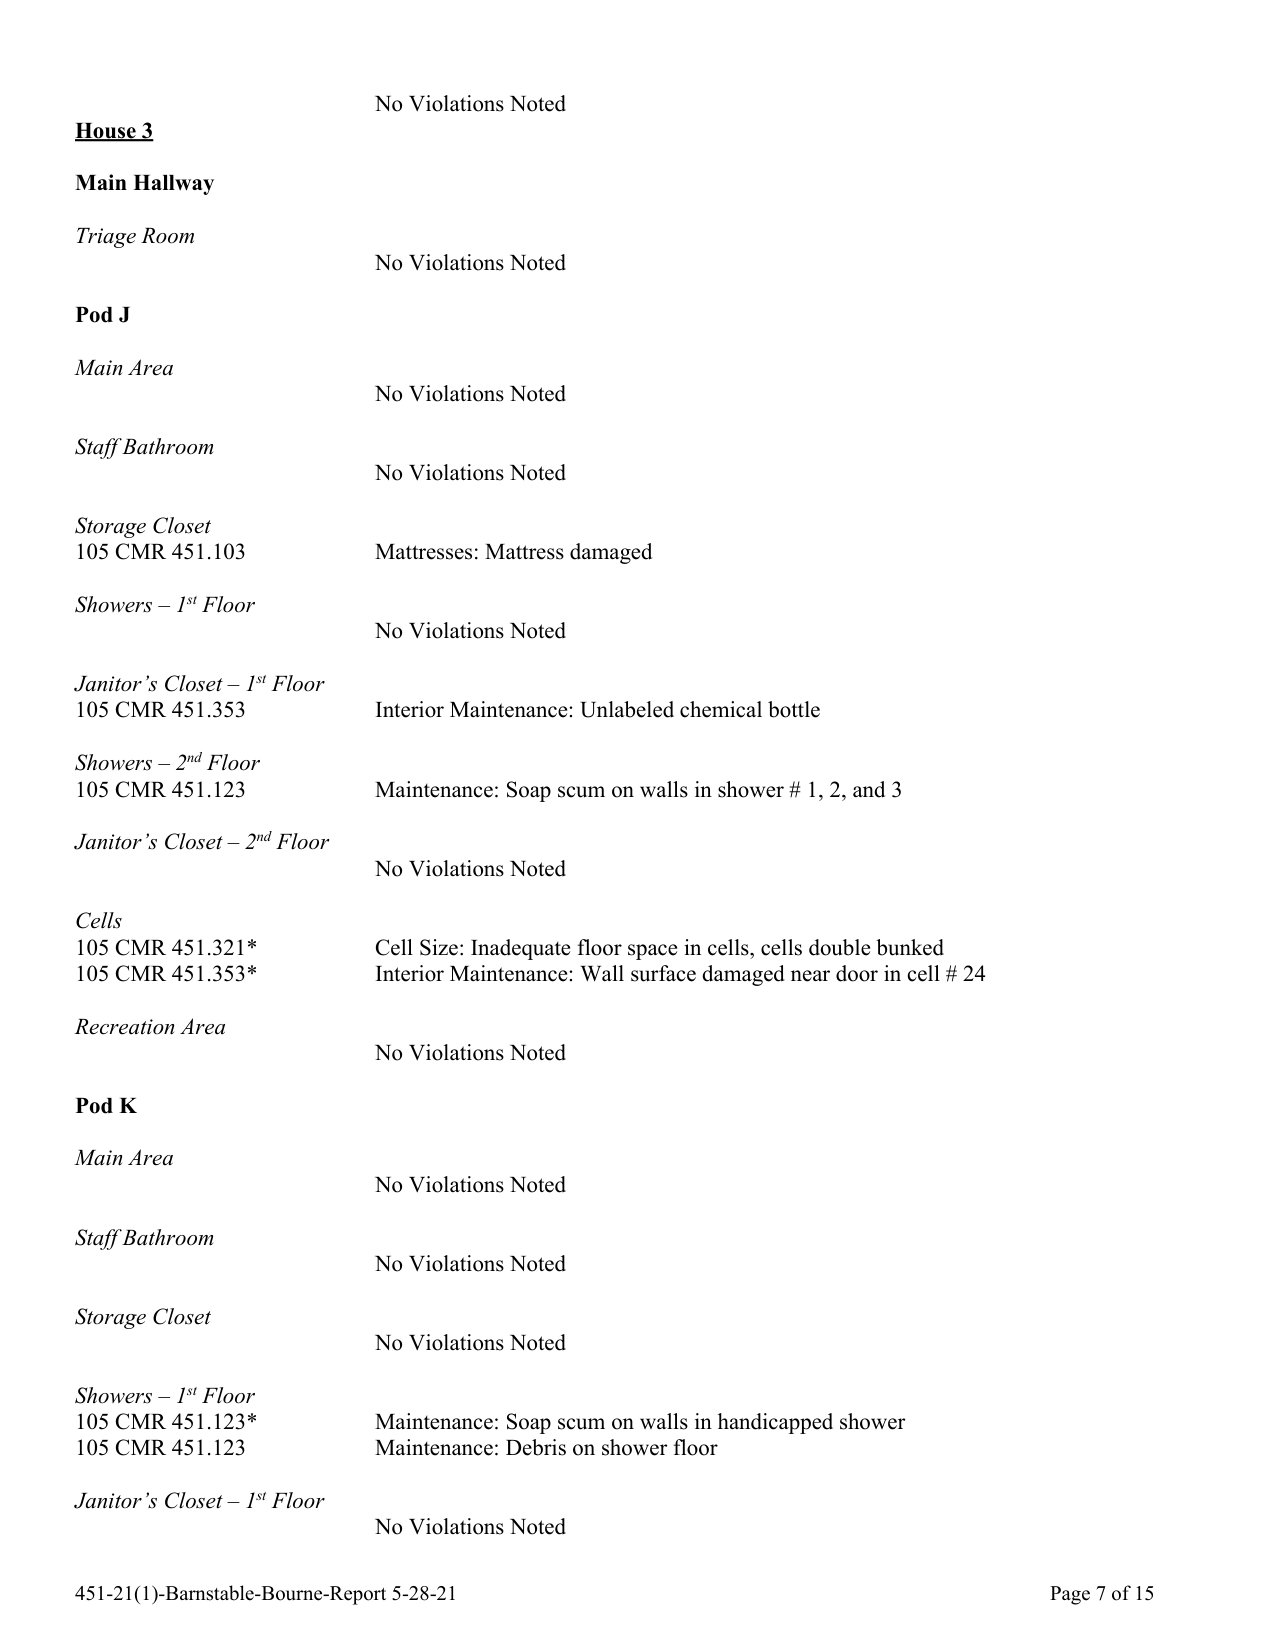 No Violations Noted
House 3
Main Hallway
Triage Room
No Violations Noted
Pod J
Main Area
No Violations Noted
Staff Bathroom
No Violations Noted
Storage Closet
105 CMR 451.103 Mattresses: Mattress damaged
Showers – 1st Floor
No Violations Noted
Janitor’s Closet – 1st Floor
105 CMR 451.353 Interior Maintenance: Unlabeled chemical bottle
Showers – 2nd Floor
105 CMR 451.123 Maintenance: Soap scum on walls in shower # 1, 2, and 3
Janitor’s Closet – 2nd Floor
No Violations Noted
Cells
105 CMR 451.321* Cell Size: Inadequate floor space in cells, cells double bunked
105 CMR 451.353* Interior Maintenance: Wall surface damaged near door in cell # 24
Recreation Area
No Violations Noted
Pod K
Main Area
No Violations Noted
Staff Bathroom
No Violations Noted
Storage Closet
No Violations Noted
Showers – 1st Floor
105 CMR 451.123* Maintenance: Soap scum on walls in handicapped shower
105 CMR 451.123 Maintenance: Debris on shower floor
Janitor’s Closet – 1st Floor
No Violations Noted
451-21(1)-Barnstable-Bourne-Report 5-28-21 Page 7 of 15